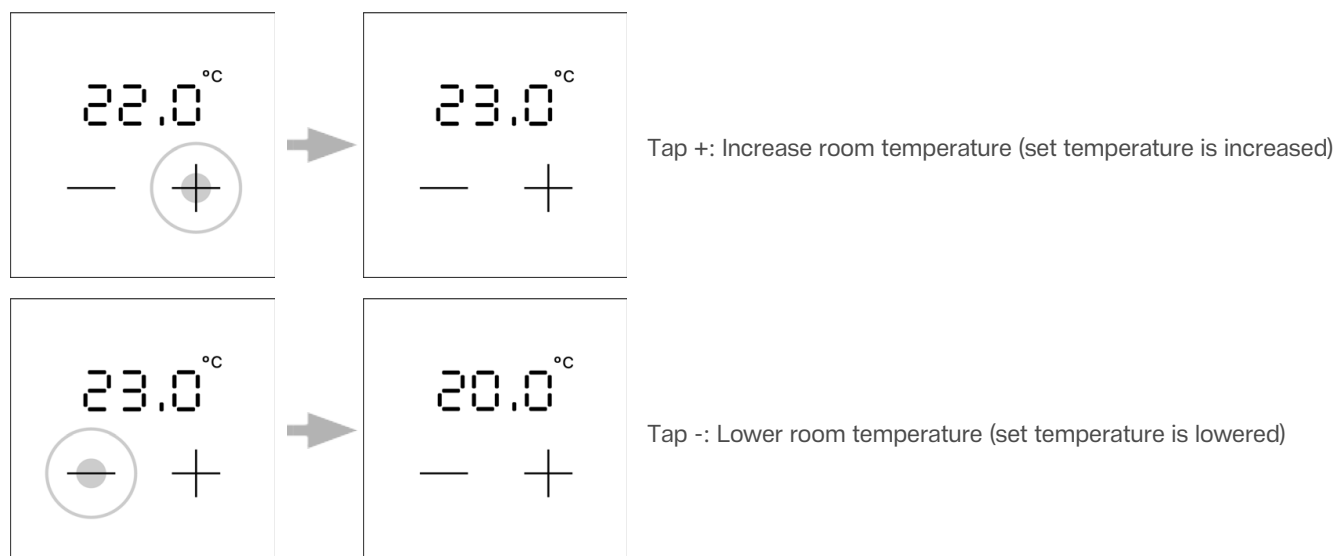 22.0°C
23.0°C
Tap +: Increase room temperature (set temperature is increased)
23.0°C
20.0°C
Tap -: Lower room temperature (set temperature is lowered)